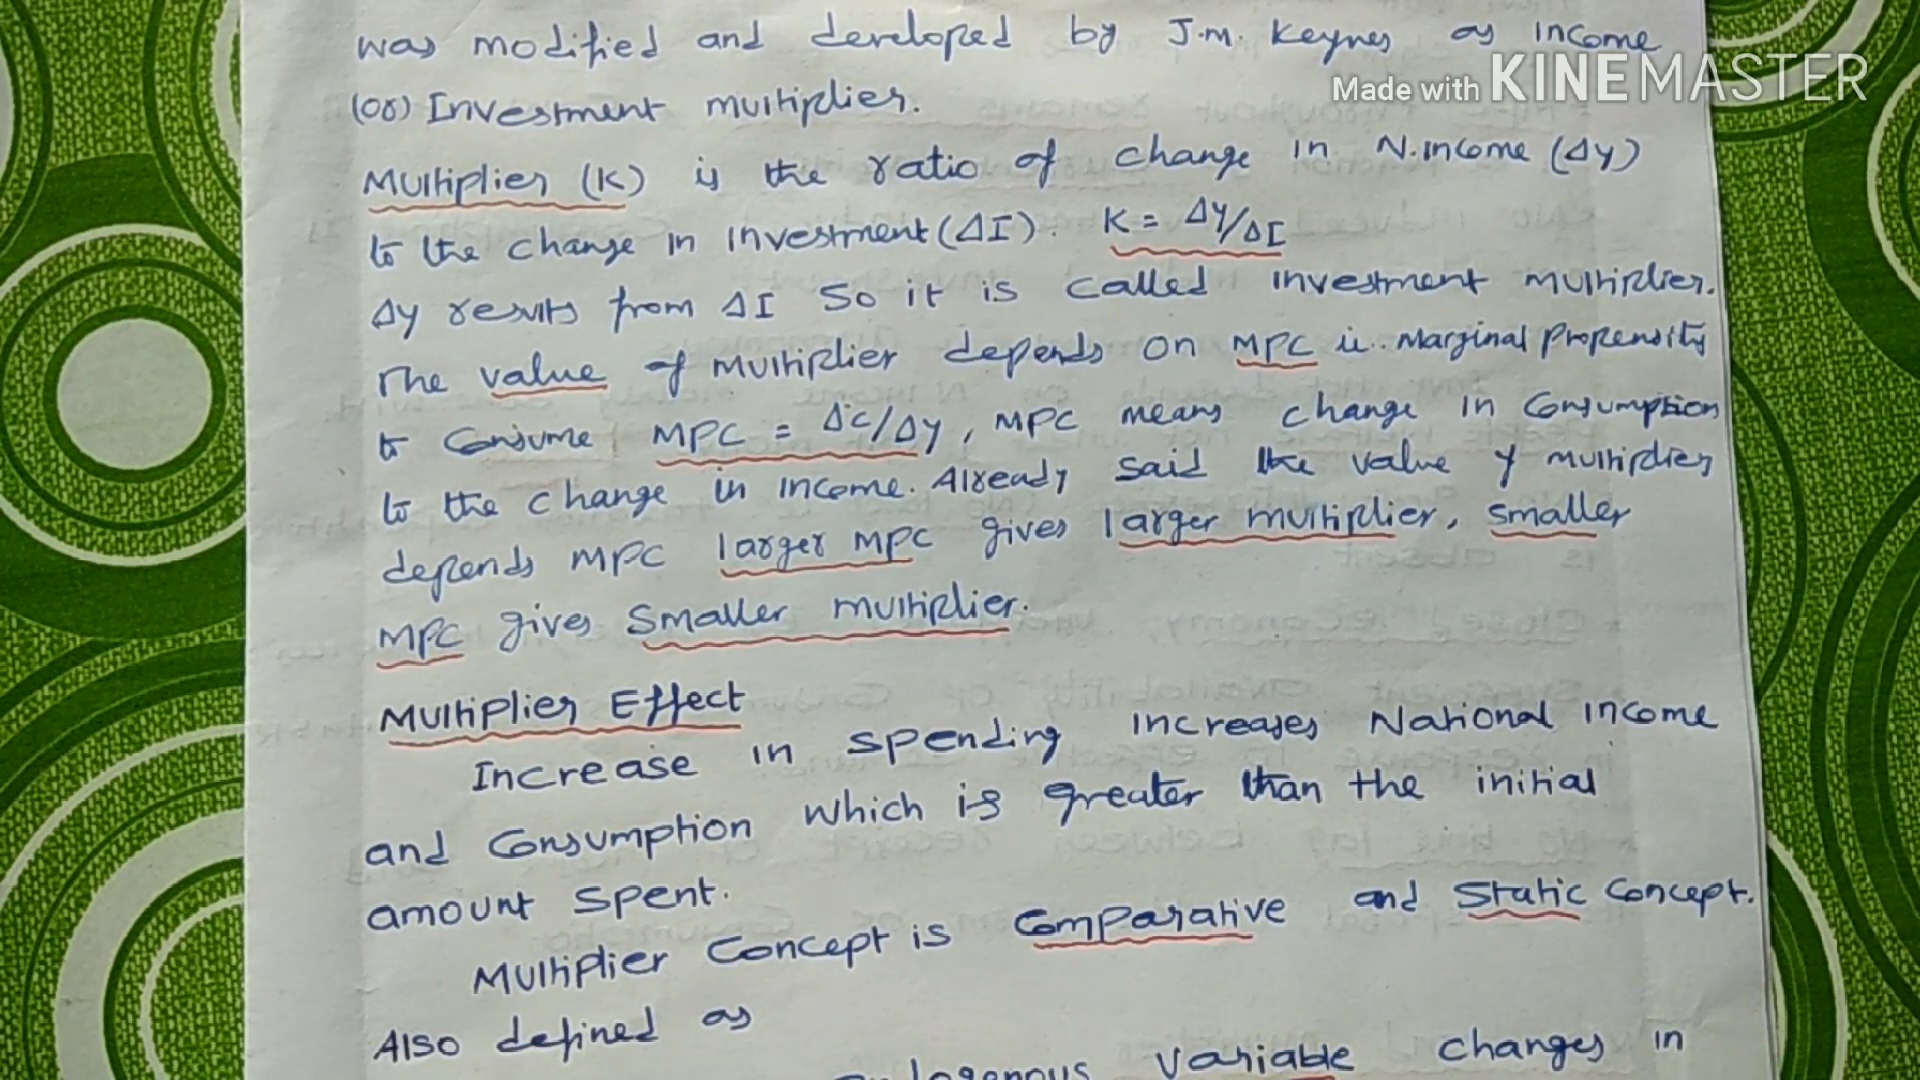 was modified and developed by J.M. Keynes as Income
Made with KINEMASTER
(or) Investment multiplier.
Multiplier (K) is the ratio of change in N.income (Δy)
to the change in investment (ΔI). K = Δy/ΔI
Δy results from ΔI So it is called investment multiplier.
The value of multiplier depends on MPC ie. Marginal Propensity
to Consume MPC = Δc/Δy, MPC means change in Consumption
to the change in income. Already said the value of multiplier
depends MPC larger MPC gives larger multiplier, smaller
MPC gives smaller multiplier.
Multiplier Effect
Increase in spending increases National income
and Consumption which is greater than the initial
amount spent.
Multiplier Concept is Comparative and Static Concept.
Also defined as
variable changes in